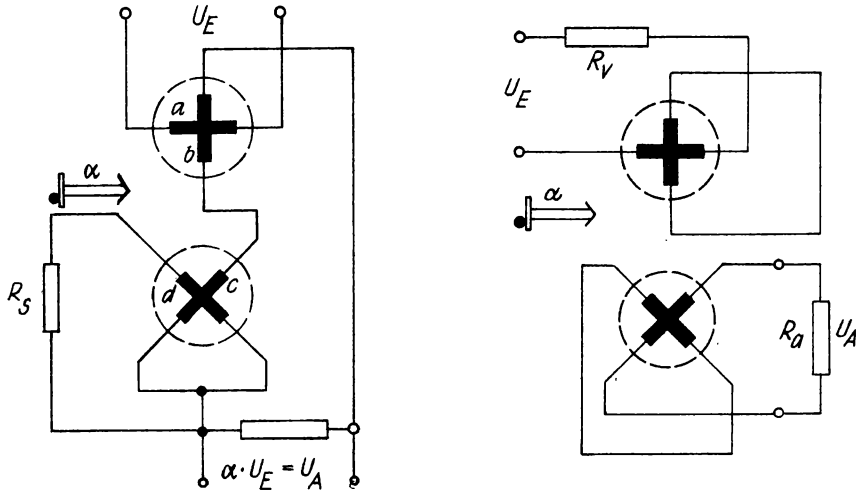 U_E
a
b
α
d
c
R_S
α · U_E = U_A
R_V
U_E
α
R_a
U_A